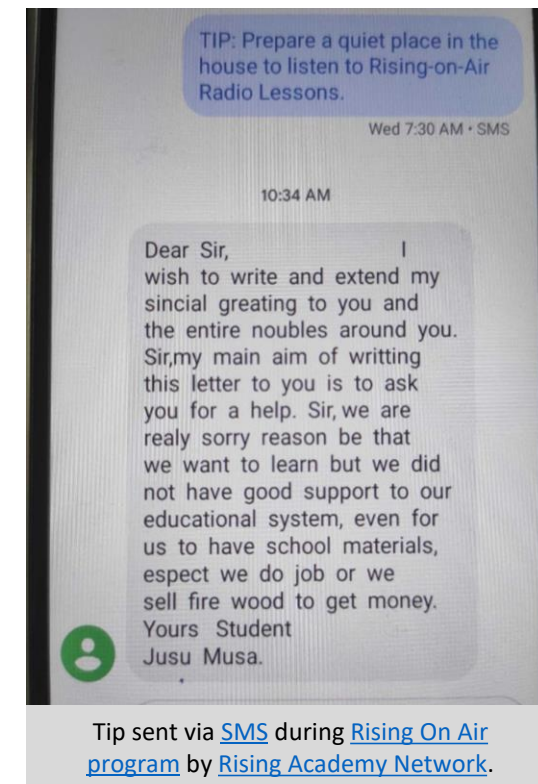 TIP: Prepare a quiet place in the
house to listen to Rising-on-Air
Radio Lessons.
Wed 7:30 AM • SMS
10:34 AM
Dear Sir, I
wish to write and extend my
sincial greating to you and
the entire noubles around you.
Sir,my main aim of writting
this letter to you is to ask
you for a help. Sir, we are
realy sorry reason be that
we want to learn but we did
not have good support to our
educational system, even for
us to have school materials,
espect we do job or we
sell fire wood to get money.
Yours Student
Jusu Musa.
Tip sent via SMS during Rising On Air
program by Rising Academy Network.